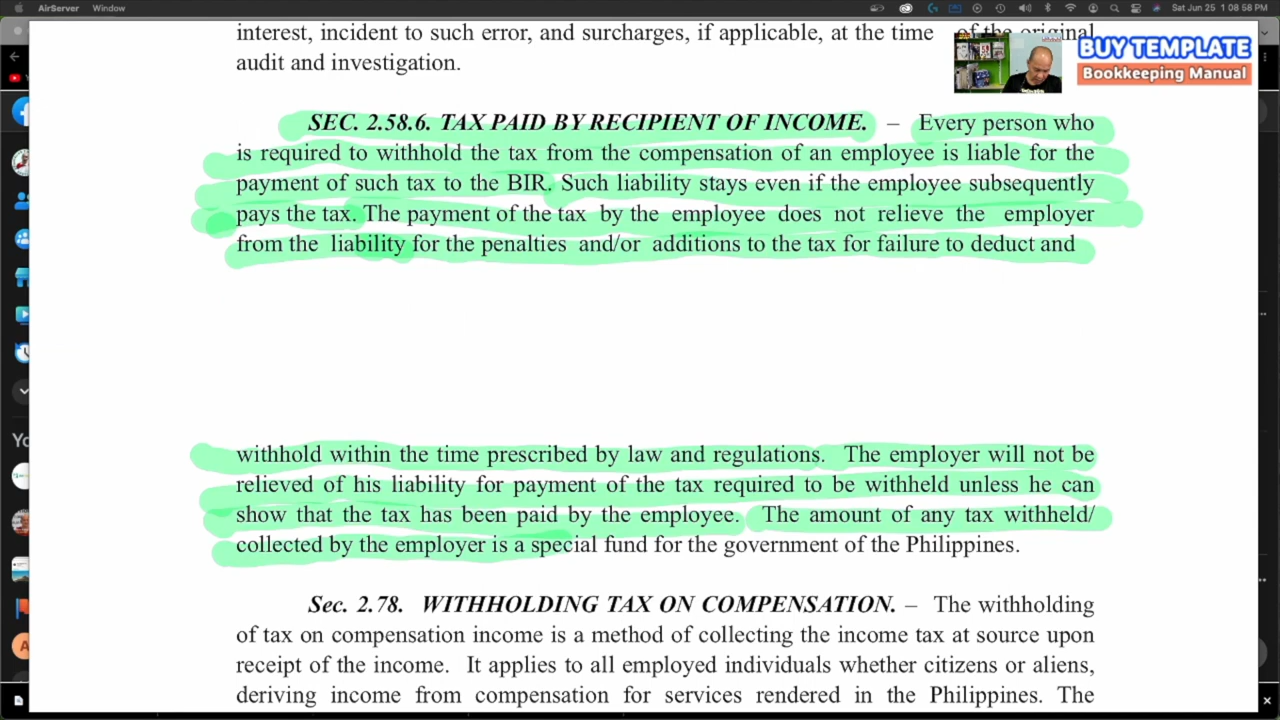 AirServer Window Sat Jun 25 1 08 58 PM
interest, incident to such error, and surcharges, if applicable, at the time of the original
audit and investigation.
BUY TEMPLATE
Bookkeeping Manual
SEC. 2.58.6. TAX PAID BY RECIPIENT OF INCOME. – Every person who
is required to withhold the tax from the compensation of an employee is liable for the
payment of such tax to the BIR. Such liability stays even if the employee subsequently
pays the tax. The payment of the tax by the employee does not relieve the employer
from the liability for the penalties and/or additions to the tax for failure to deduct and
withhold within the time prescribed by law and regulations. The employer will not be
relieved of his liability for payment of the tax required to be withheld unless he can
show that the tax has been paid by the employee. The amount of any tax withheld/
collected by the employer is a special fund for the government of the Philippines.
Yo
Sec. 2.78. WITHHOLDING TAX ON COMPENSATION. – The withholding
of tax on compensation income is a method of collecting the income tax at source upon
receipt of the income. It applies to all employed individuals whether citizens or aliens,
deriving income from compensation for services rendered in the Philippines. The